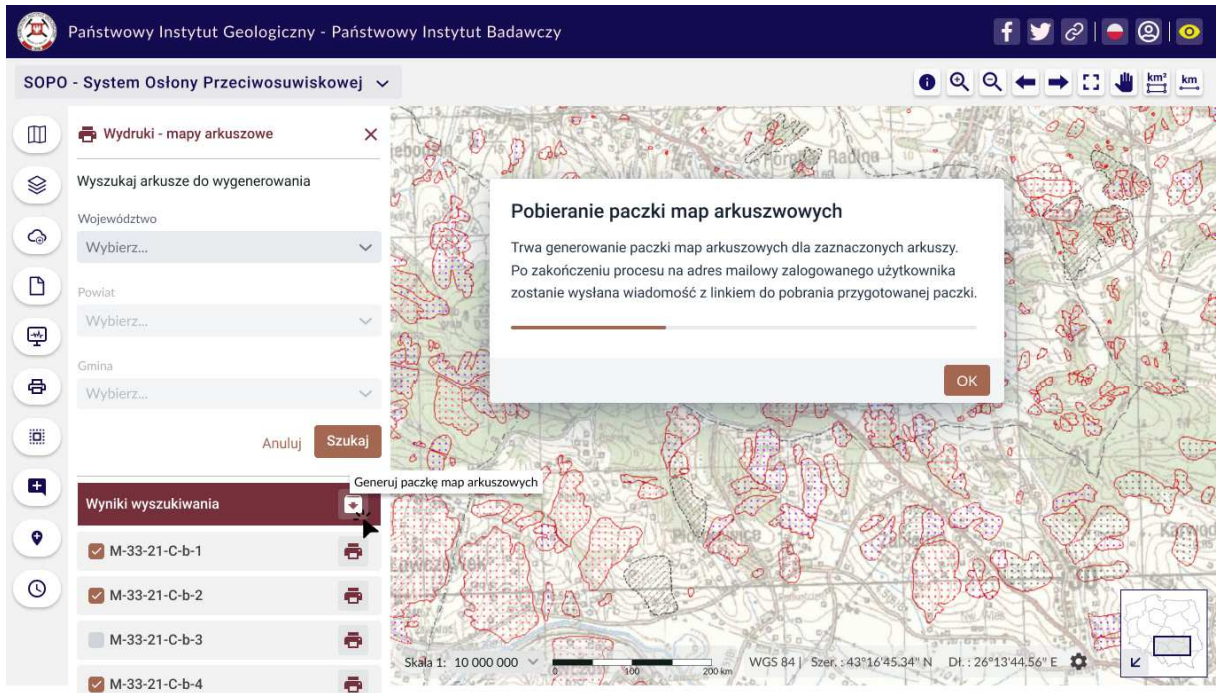 Państwowy Instytut Geologiczny - Państwowy Instytut Badawczy
SOPO - System Osłony Przeciwosuwiskowej
km²
km
Wydruki - mapy arkuszowe
Wyszukaj arkusze do wygenerowania
Województwo
Wybierz...
Powiat
Wybierz...
Gmina
Wybierz...
Anuluj
Szukaj
Generuj paczkę map arkuszowych
Wyniki wyszukiwania
M-33-21-C-b-1
M-33-21-C-b-2
M-33-21-C-b-3
M-33-21-C-b-4
Pobieranie paczki map arkuszwowych
Trwa generowanie paczki map arkuszowych dla zaznaczonych arkuszy.
Po zakończeniu procesu na adres mailowy zalogowanego użytkownika
zostanie wysłana wiadomość z linkiem do pobrania przygotowanej paczki.
OK
Skala 1: 10 000 000
0 100 200 km
WGS 84 | Szer. : 43°16'45.34" N Dł. : 26°13'44.56" E